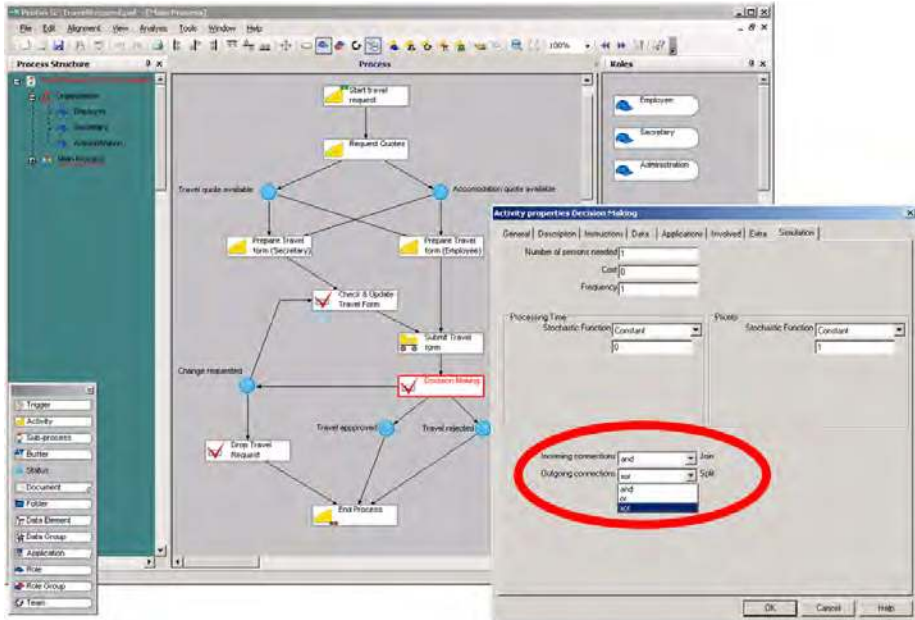 File Edit Alignment View Analysis Tools Window Help
100%
Process Structure
Process
Roles
Organisation
Employee
Secretary
Administration
Main Process
Start travel
request
Request Quotes
Travel quote available
Accomodation quote available
Prepare Travel
form (Secretary)
Prepare Travel
form (Employee)
Check & Update
Travel Form
Submit Travel
form
Change requested
Decision Making
Travel appproved
Travel rejected
Drop Travel
Request
End Process
Employee
Secretary
Administration
Trigger
Activity
Sub-process
Buffer
Status
Document
Folder
Data Element
Data Group
Application
Role
Role Group
Team
Activity properties Decision Making
General Description Instructions Data Applications Involved Extra Simulation
Number of persons needed 1
Cost 0
Frequency 1
Processing Time
Stochastic Function Constant
0
Priority
Stochastic Function Constant
1
Incoming connections and Join
Outgoing connections xor Split
and
or
xor
OK Cancel Help